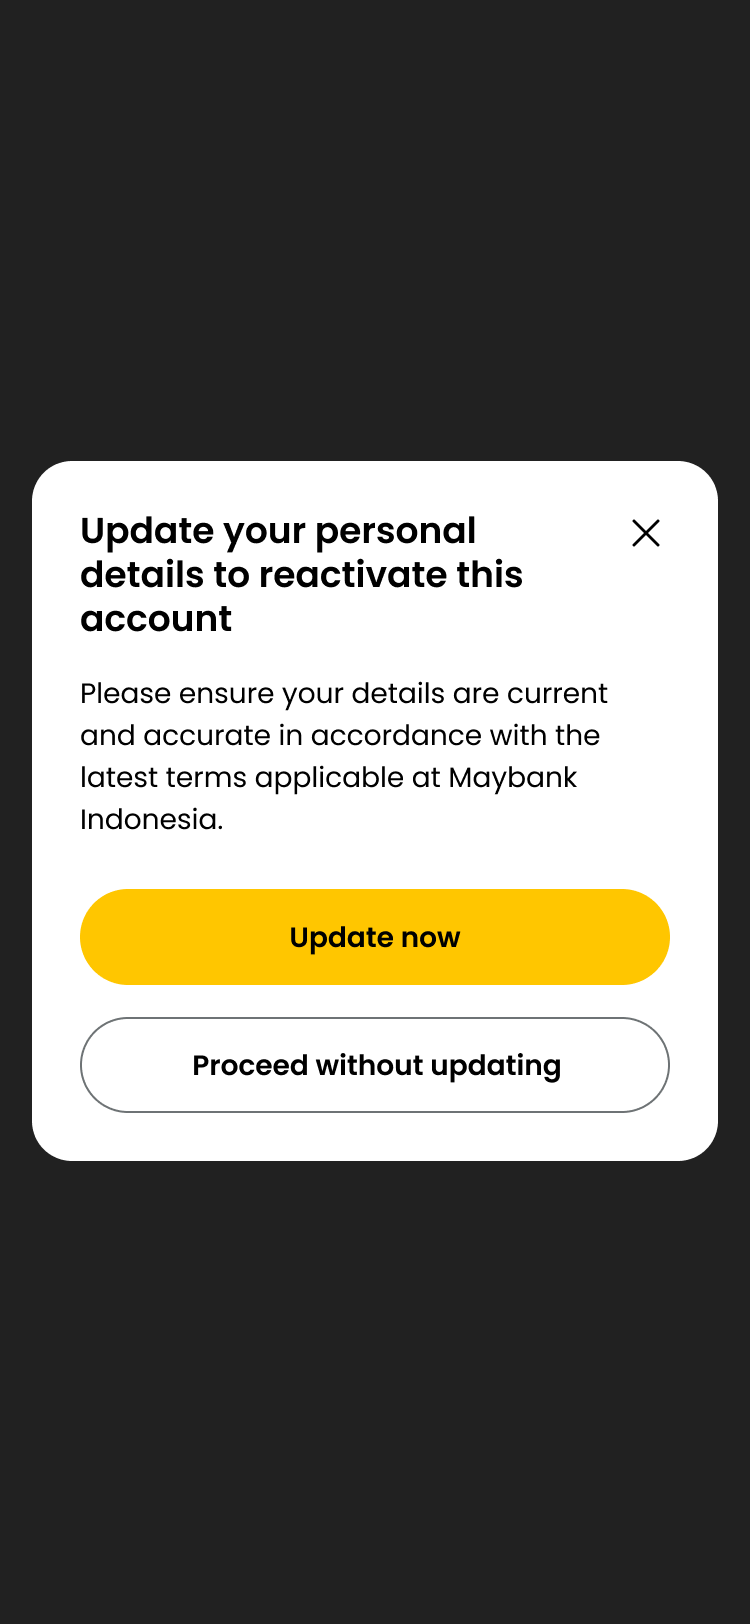 Update your personal
details to reactivate this
account
Please ensure your details are current
and accurate in accordance with the
latest terms applicable at Maybank
Indonesia.
Update now
Proceed without updating